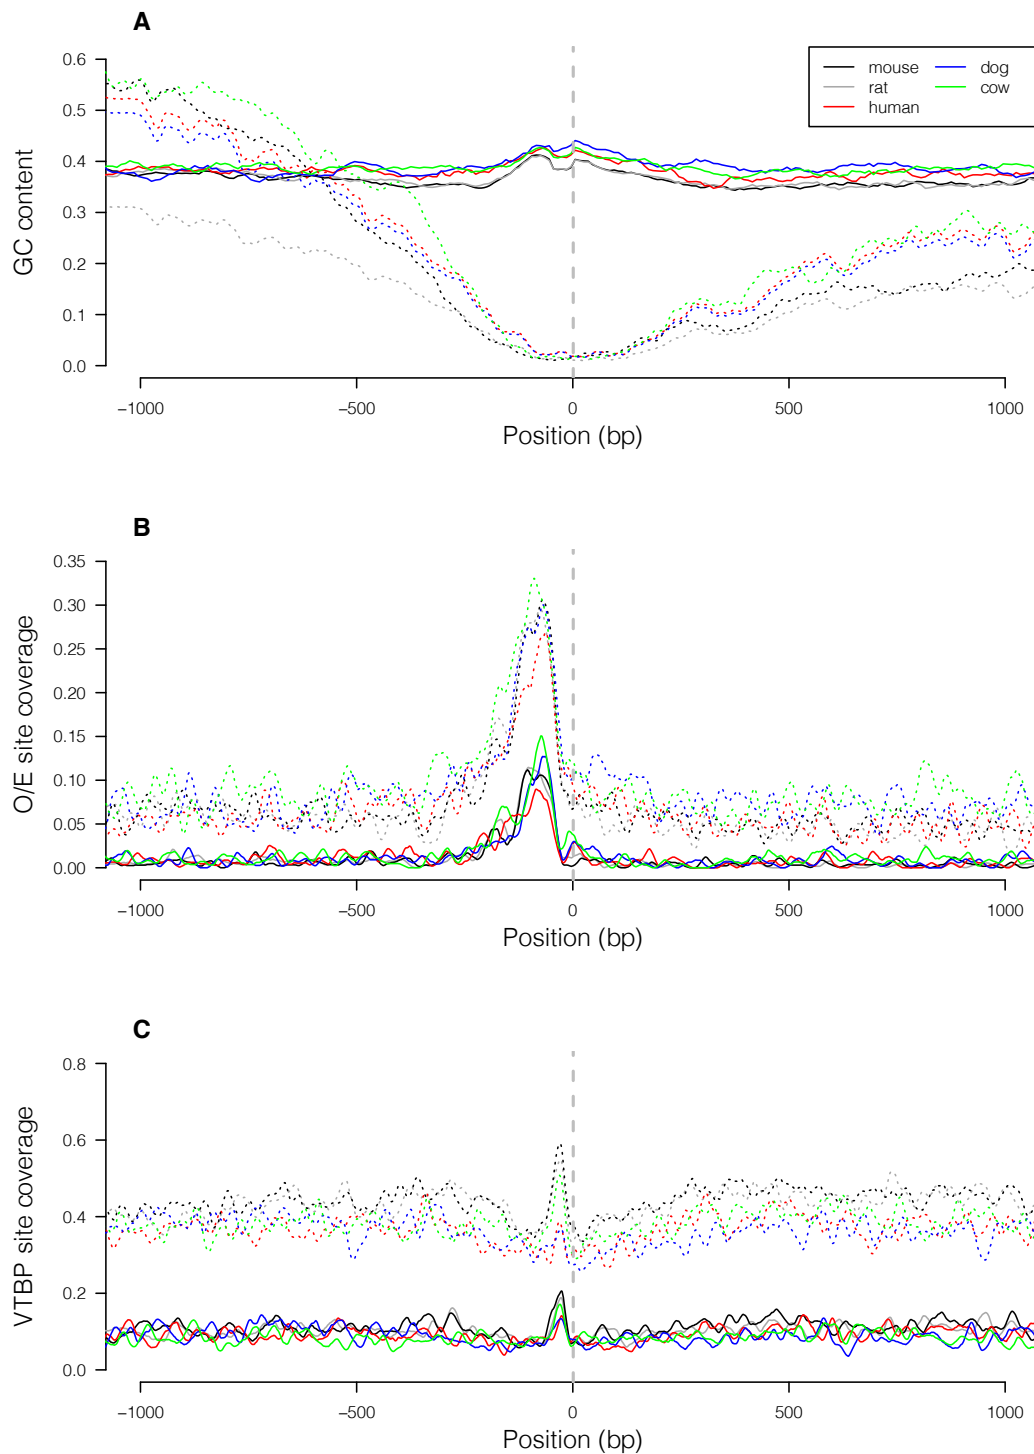 A
0.6
0.5
0.4
0.3
0.2
0.1
0.0
GC content
mouse
rat
human
dog
cow
−1000
−500
0
500
1000
Position (bp)
B
0.35
0.30
0.25
0.20
0.15
0.10
0.05
0.00
O/E site coverage
−1000
−500
0
500
1000
Position (bp)
C
0.8
0.6
0.4
0.2
0.0
VTBP site coverage
−1000
−500
0
500
1000
Position (bp)